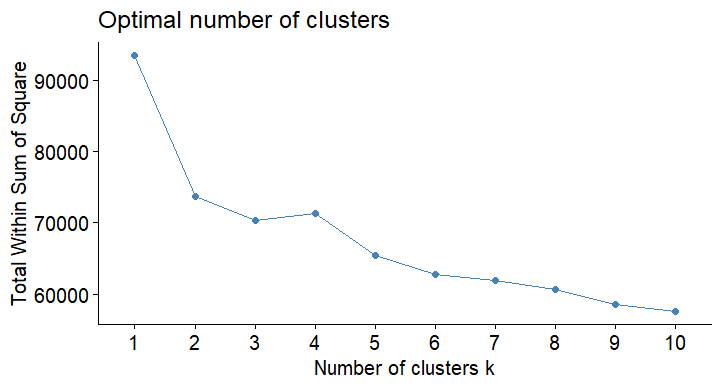 Optimal number of clusters
Total Within Sum of Square
90000
80000
70000
60000
1 2 3 4 5 6 7 8 9 10
Number of clusters k